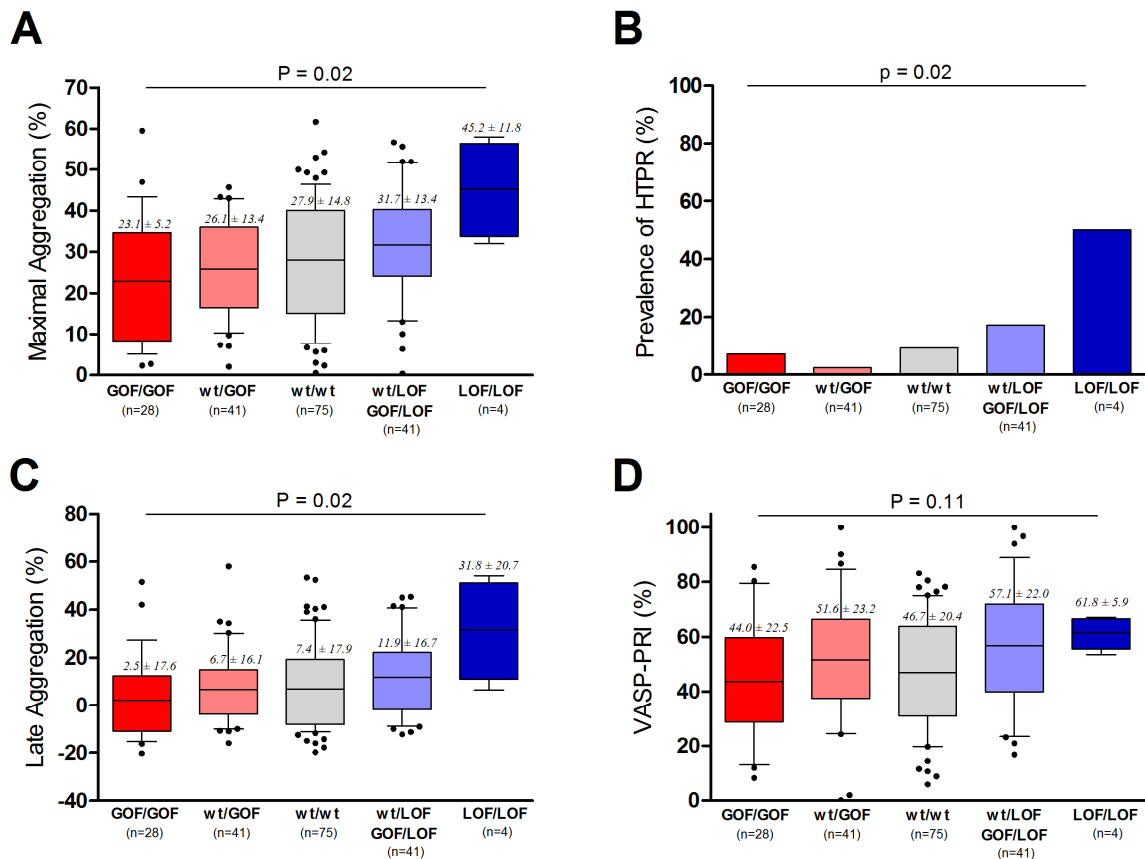 A
P = 0.02
Maximal Aggregation (%)
70
60
50
40
30
20
10
0
23.1 ± 5.2
26.1 ± 13.4
27.9 ± 14.8
31.7 ± 13.4
45.2 ± 11.8
GOF/GOF wt/GOF wt/wt wt/LOF LOF/LOF
(n=28) (n=41) (n=75) GOF/LOF (n=4)
(n=41)
B
p = 0.02
Prevalence of HTPR (%)
100
80
60
40
20
0
GOF/GOF wt/GOF wt/wt wt/LOF LOF/LOF
(n=28) (n=41) (n=75) GOF/LOF (n=4)
(n=41)
C
P = 0.02
Late Aggregation (%)
80
60
40
20
0
-20
-40
2.5 ± 17.6
6.7 ± 16.1
7.4 ± 17.9
11.9 ± 16.7
31.8 ± 20.7
GOF/GOF wt/GOF wt/wt wt/LOF LOF/LOF
(n=28) (n=41) (n=75) GOF/LOF (n=4)
(n=41)
D
P = 0.11
VASP-PRI (%)
100
80
60
40
20
0
44.0 ± 22.5
51.6 ± 23.2
46.7 ± 20.4
57.1 ± 22.0
61.8 ± 5.9
GOF/GOF wt/GOF wt/wt wt/LOF LOF/LOF
(n=28) (n=41) (n=75) GOF/LOF (n=4)
(n=41)